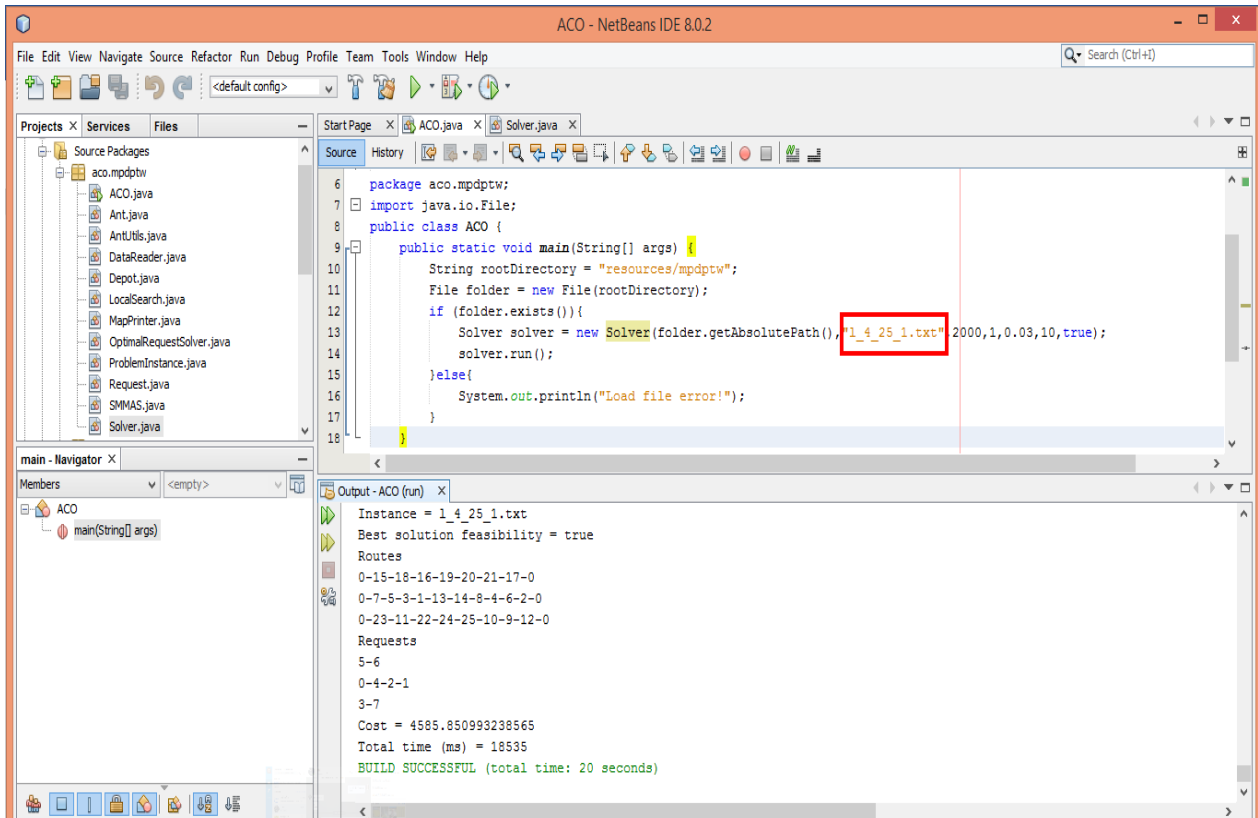 ACO - NetBeans IDE 8.0.2
File Edit View Navigate Source Refactor Run Debug Profile Team Tools Window Help
Search (Ctrl+I)
<default config>
Projects X Services Files
Source Packages
aco.mpdptw
ACO.java
Ant.java
AntUtils.java
DataReader.java
Depot.java
LocalSearch.java
MapPrinter.java
OptimalRequestSolver.java
ProblemInstance.java
Request.java
SMMAS.java
Solver.java
Start Page X ACO.java X Solver.java X
Source History
6 package aco.mpdptw;
7 import java.io.File;
8 public class ACO {
9 public static void main(String[] args) {
10 String rootDirectory = "resources/mpdptw";
11 File folder = new File(rootDirectory);
12 if (folder.exists()){
13 Solver solver = new Solver(folder.getAbsolutePath(),"l_4_25_1.txt",2000,1,0.03,10,true);
14 solver.run();
15 }else{
16 System.out.println("Load file error!");
17 }
18 }
main - Navigator X
Members <empty>
ACO
main(String[] args)
Output - ACO (run) X
Instance = l_4_25_1.txt
Best solution feasibility = true
Routes
0-15-18-16-19-20-21-17-0
0-7-5-3-1-13-14-8-4-6-2-0
0-23-11-22-24-25-10-9-12-0
Requests
5-6
0-4-2-1
3-7
Cost = 4585.850993238565
Total time (ms) = 18535
BUILD SUCCESSFUL (total time: 20 seconds)